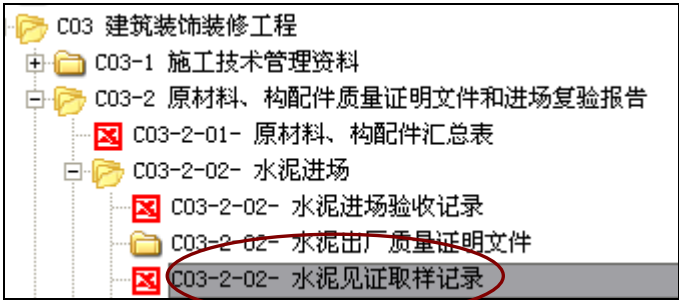 C03 建筑装饰装修工程
C03-1 施工技术管理资料
C03-2 原材料、构配件质量证明文件和进场复验报告
C03-2-01- 原材料、构配件汇总表
C03-2-02- 水泥进场
C03-2-02- 水泥进场验收记录
C03-2-02- 水泥出厂质量证明文件
C03-2-02- 水泥见证取样记录